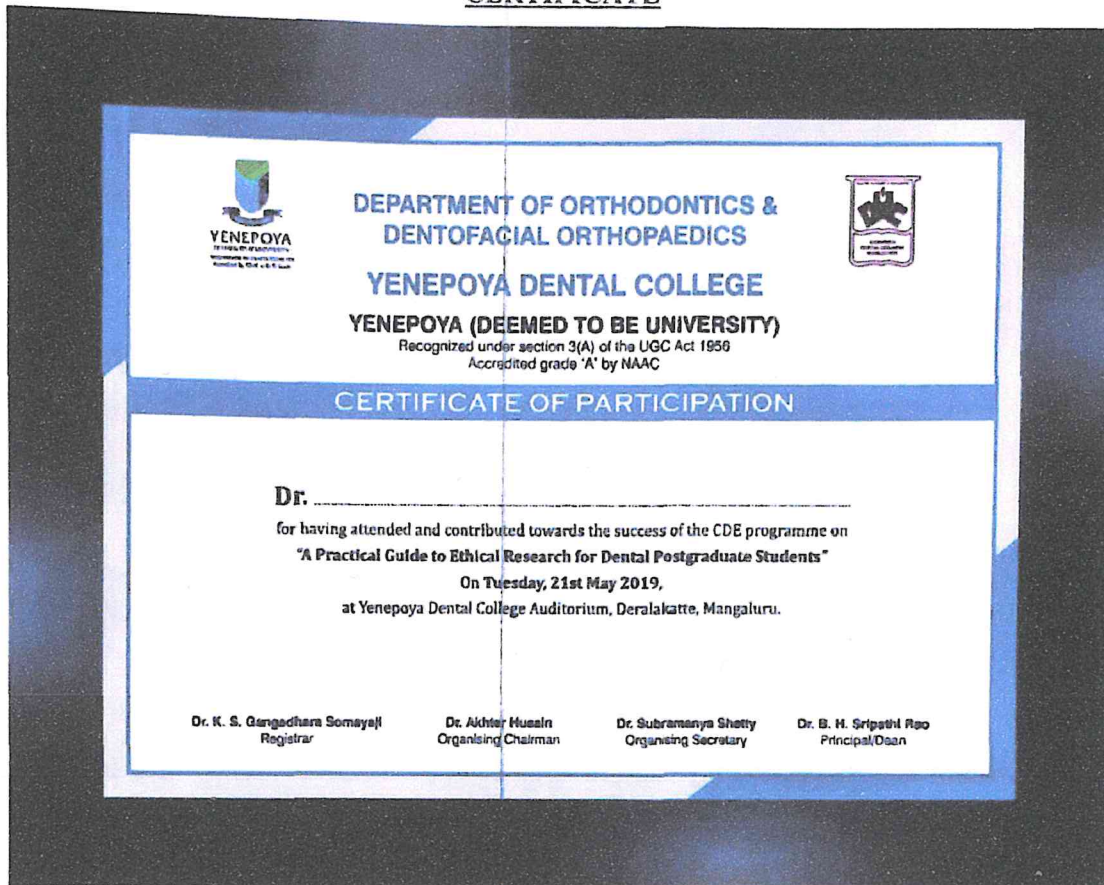 CERTIFICATE
YENEPOYA
DEPARTMENT OF ORTHODONTICS &
DENTOFACIAL ORTHOPAEDICS
YENEPOYA DENTAL COLLEGE
YENEPOYA (DEEMED TO BE UNIVERSITY)
Recognized under section 3(A) of the UGC Act 1956
Accredited grade 'A' by NAAC
CERTIFICATE OF PARTICIPATION
Dr.
for having attended and contributed towards the success of the CDE programme on
"A Practical Guide to Ethical Research for Dental Postgraduate Students"
On Tuesday, 21st May 2019,
at Yenepoya Dental College Auditorium, Deralakatte, Mangaluru.
Dr. K. S. Gangadhara Somayaji
Registrar
Dr. Akhter Husain
Organising Chairman
Dr. Subramanya Shetty
Organising Secretary
Dr. B. H. Sripathi Rao
Principal/Dean